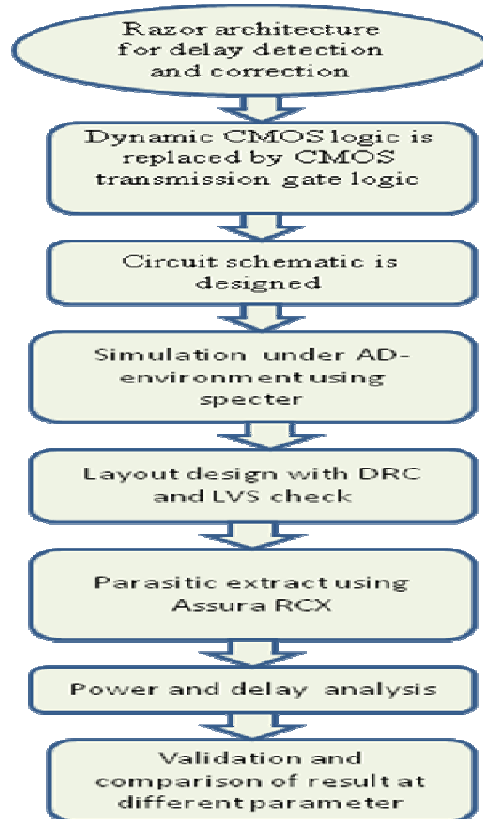 Razor architecture
for delay detection
and correction
Dynamic CMOS logic is
replaced by CMOS
transmission gate logic
Circuit schematic is
designed
Simulation under AD-
environment using
specter
Layout design with DRC
and LVS check
Parasitic extract using
Assura RCX
Power and delay analysis
Validation and
comparison of result at
different parameter